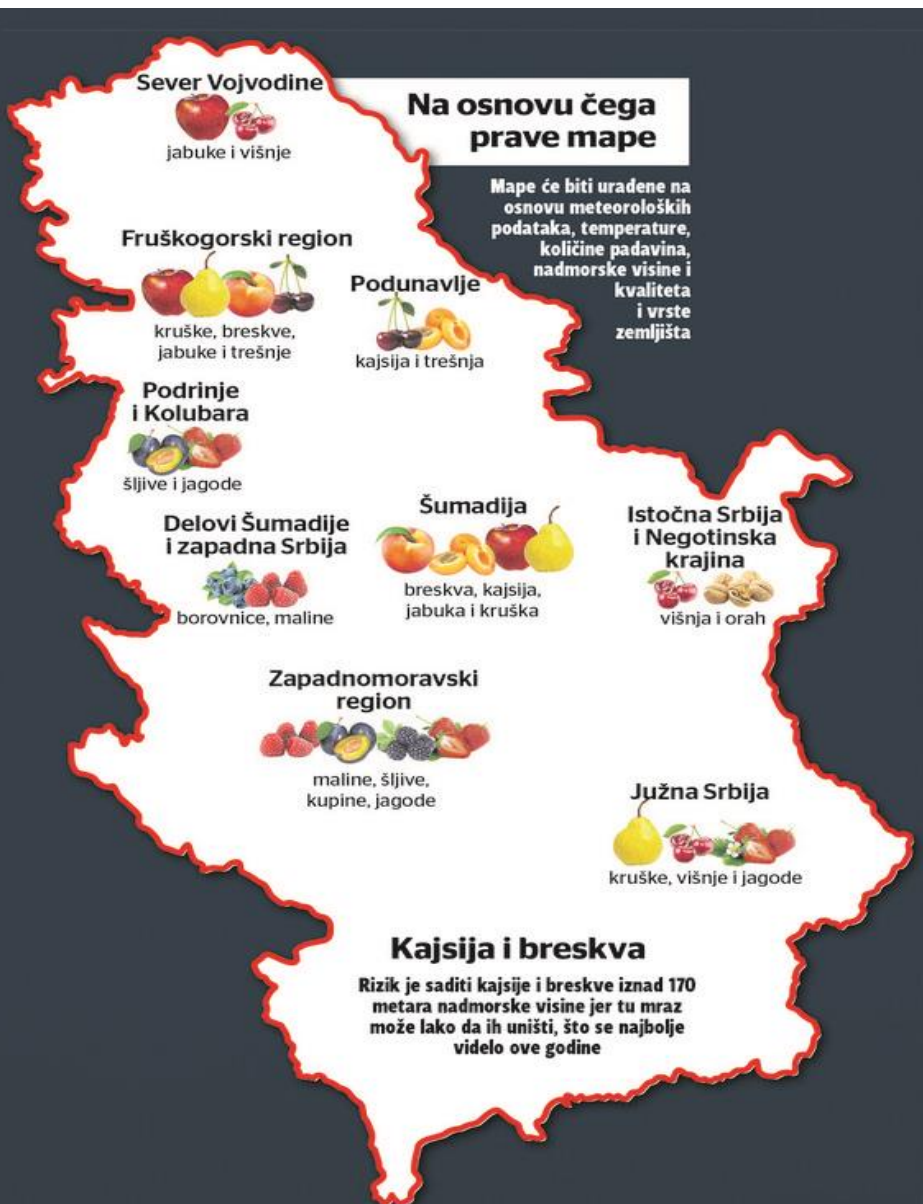 Sever Vojvodine
jabuke i višnje
Na osnovu čega
prave mape
Mape će biti urađene na
osnovu meteoroloških
podataka, temperature,
količine padavina,
nadmorske visine i
kvaliteta
i vrste
zemljišta
Fruškogorski region
kruške, breskve,
jabuke i trešnje
Podunavlje
kajsija i trešnja
Podrinje
i Kolubara
šljive i jagode
Delovi Šumadije
i zapadna Srbija
borovnice, maline
Šumadija
breskva, kajsija,
jabuka i kruška
Istočna Srbija
i Negotinska
krajina
višnja i orah
Zapadnomoravski
region
maline, šljive,
kupine, jagode
Južna Srbija
kruške, višnje i jagode
Kajsija i breskva
Rizik je saditi kajsije i breskve iznad 170
metara nadmorske visine jer tu mraz
može lako da ih uništi, što se najbolje
videlo ove godine